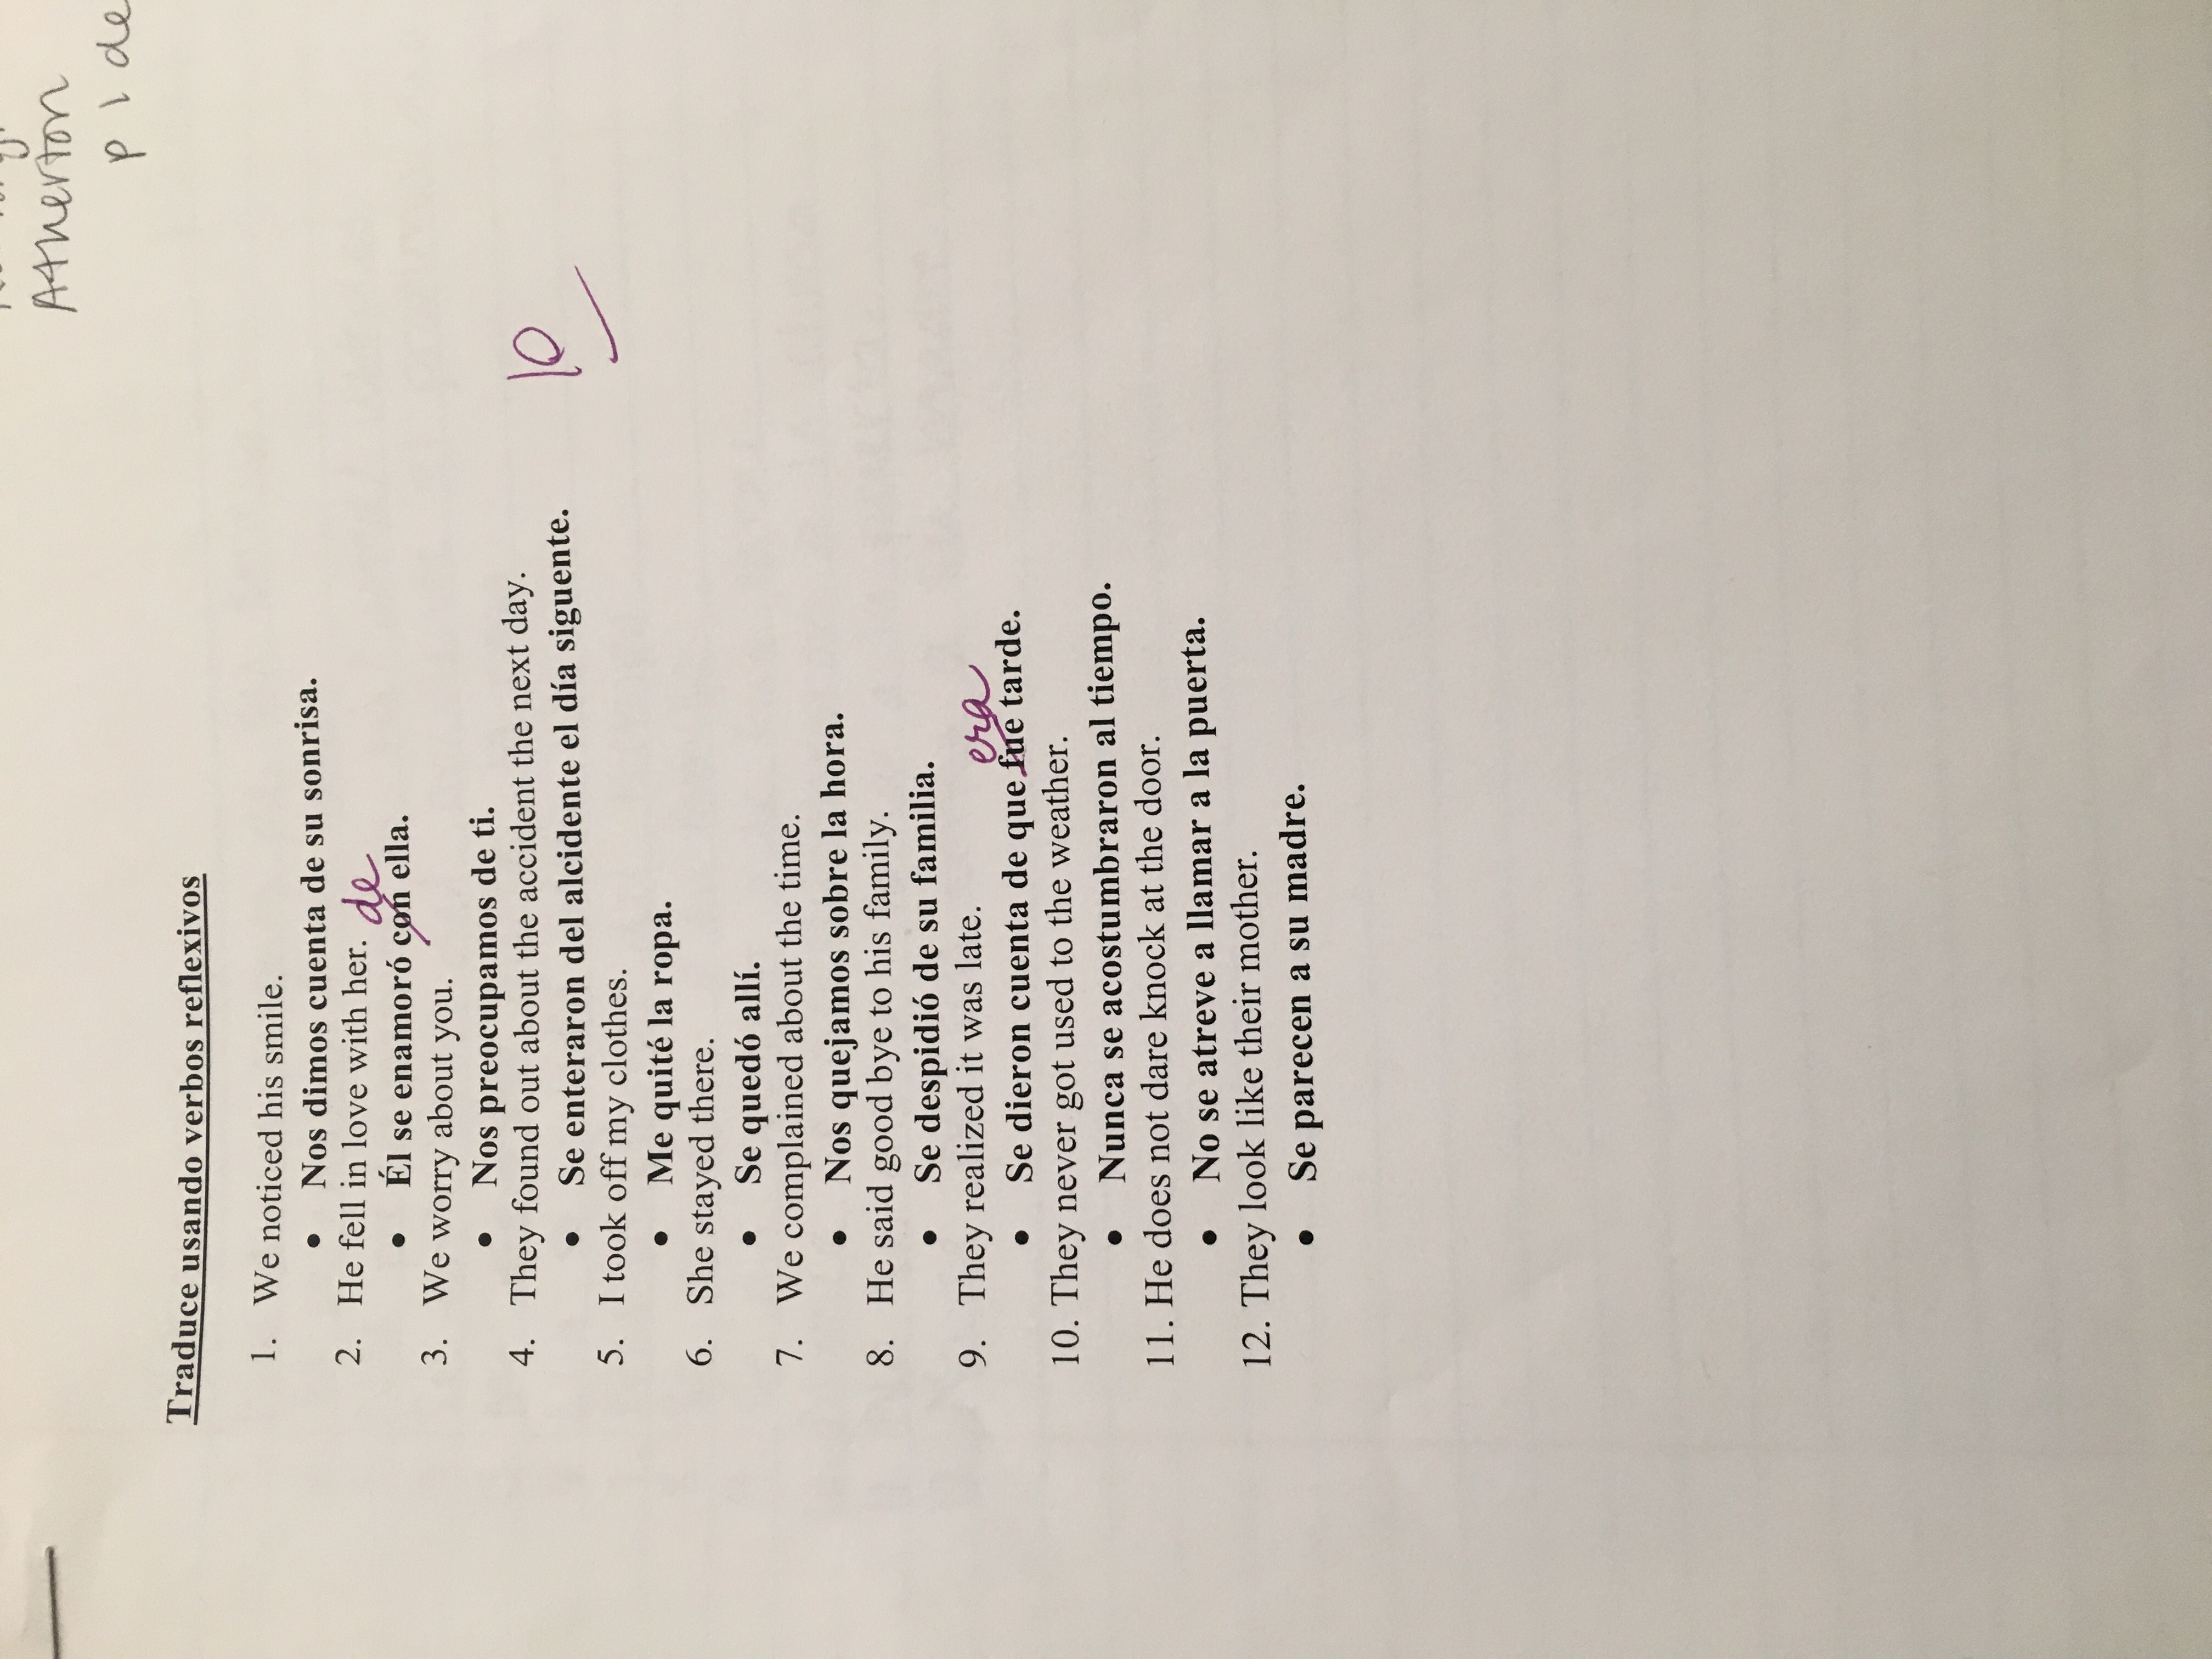 Atherton
p 1 de
Traduce usando verbos reflexivos
1. We noticed his smile.
• Nos dimos cuenta de su sonrisa.
2. He fell in love with her.
de
• Él se enamoró con ella.
3. We worry about you.
• Nos preocupamos de ti.
4. They found out about the accident the next day.
• Se enteraron del alcidente el día siguente.
10
5. I took off my clothes.
• Me quité la ropa.
6. She stayed there.
• Se quedó allí.
7. We complained about the time.
• Nos quejamos sobre la hora.
8. He said good bye to his family.
• Se despidió de su familia.
9. They realized it was late.
era
• Se dieron cuenta de que fue tarde.
10. They never got used to the weather.
• Nunca se acostumbraron al tiempo.
11. He does not dare knock at the door.
• No se atreve a llamar a la puerta.
12. They look like their mother.
• Se parecen a su madre.